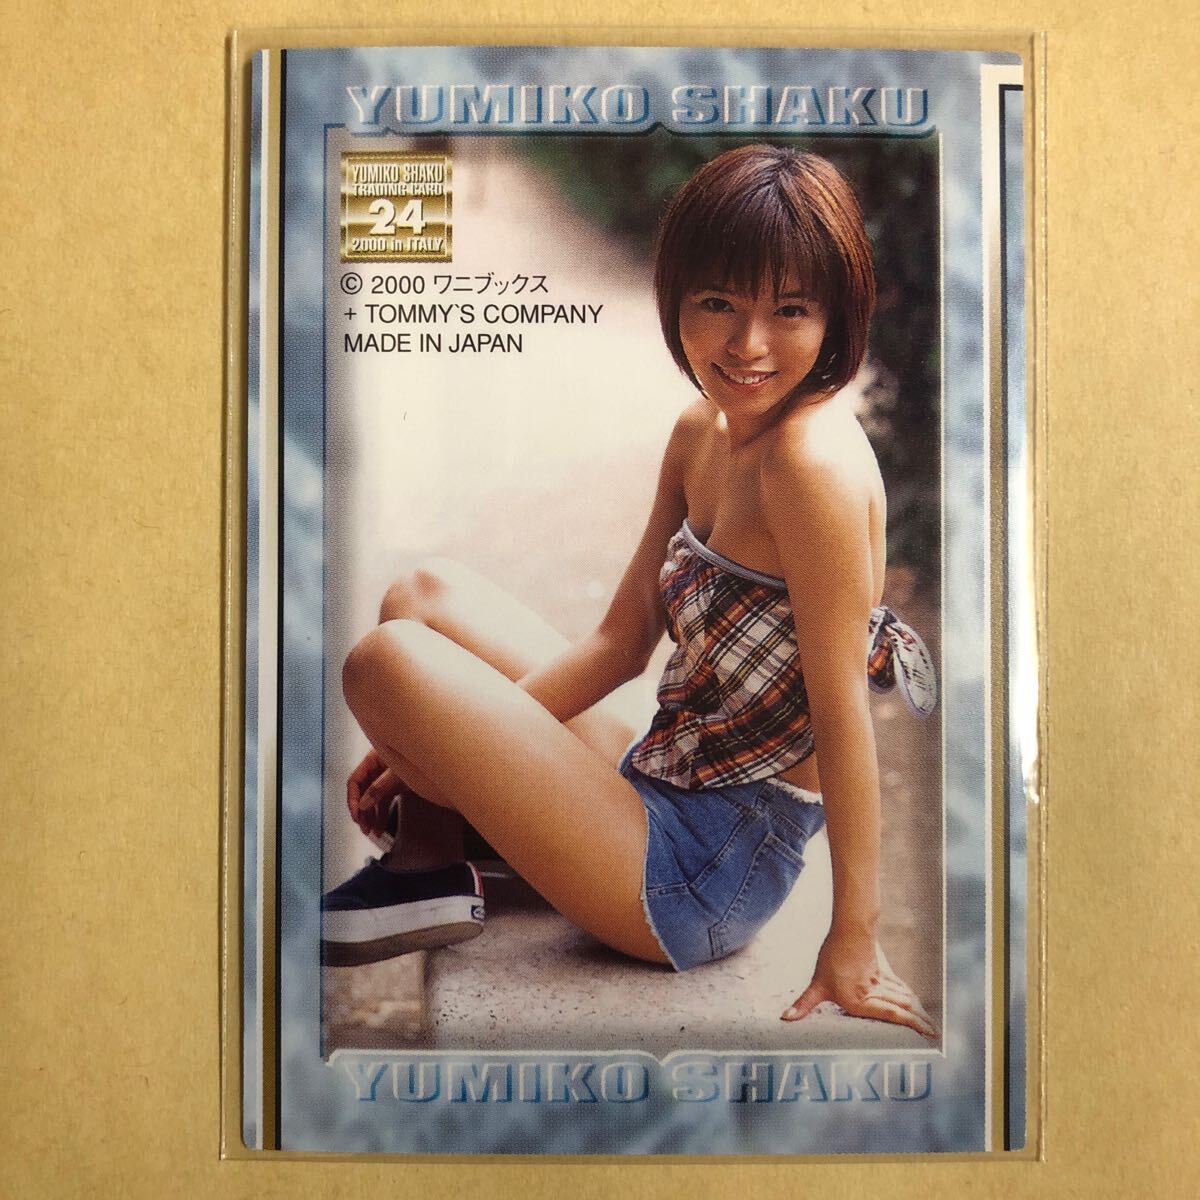 YUMIKO SHAKU
YUMIKO SHAKU
TRADING CARD
24
2000 in ITALY
© 2000 ワニブックス
+ TOMMY`S COMPANY
MADE IN JAPAN
YUMIKO SHAKU